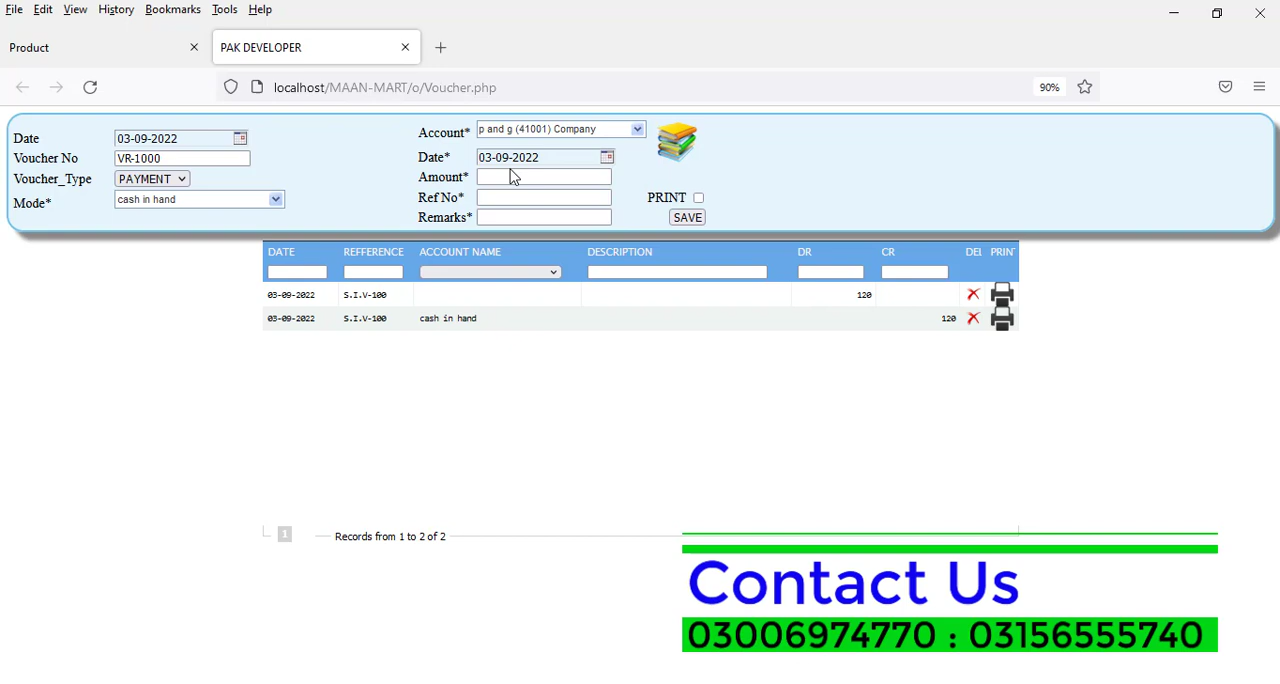 File Edit View History Bookmarks Tools Help
Product
PAK DEVELOPER
localhost/MAAN-MART/o/Voucher.php
90%
Date 03-09-2022
Voucher No VR-1000
Voucher_Type PAYMENT
Mode* cash in hand
Account* p and g (41001) Company
Date* 03-09-2022
Amount*
Ref No* PRINT
Remarks* SAVE
DATE REFFERENCE ACCOUNT NAME DESCRIPTION DR CR DEL PRINT
03-09-2022 S.I.V-100 120
03-09-2022 S.I.V-100 cash in hand 120
1 Records from 1 to 2 of 2
Contact Us
03006974770 : 03156555740